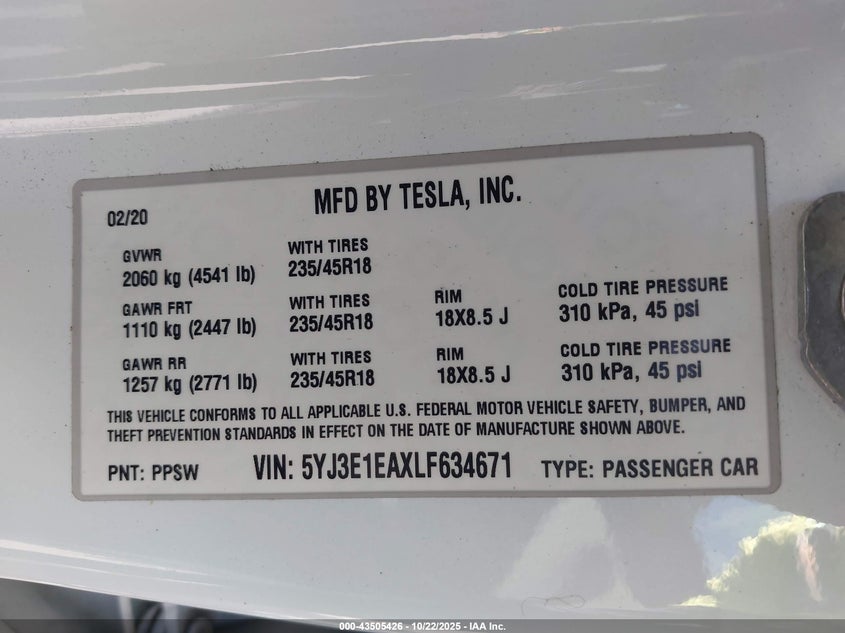 MFD BY TESLA, INC.
02/20
GVWR WITH TIRES
2060 kg (4541 lb) 235/45R18
GAWR FRT WITH TIRES RIM COLD TIRE PRESSURE
1110 kg (2447 lb) 235/45R18 18X8.5 J 310 kPa, 45 psi
GAWR RR WITH TIRES RIM COLD TIRE PRESSURE
1257 kg (2771 lb) 235/45R18 18X8.5 J 310 kPa, 45 psi
THIS VEHICLE CONFORMS TO ALL APPLICABLE U.S. FEDERAL MOTOR VEHICLE SAFETY, BUMPER, AND
THEFT PREVENTION STANDARDS IN EFFECT ON THE DATE OF MANUFACTURE SHOWN ABOVE.
PNT: PPSW VIN: 5YJ3E1EAXLF634671 TYPE: PASSENGER CAR
000-43505426 - 10/22/2025 - IAA Inc.